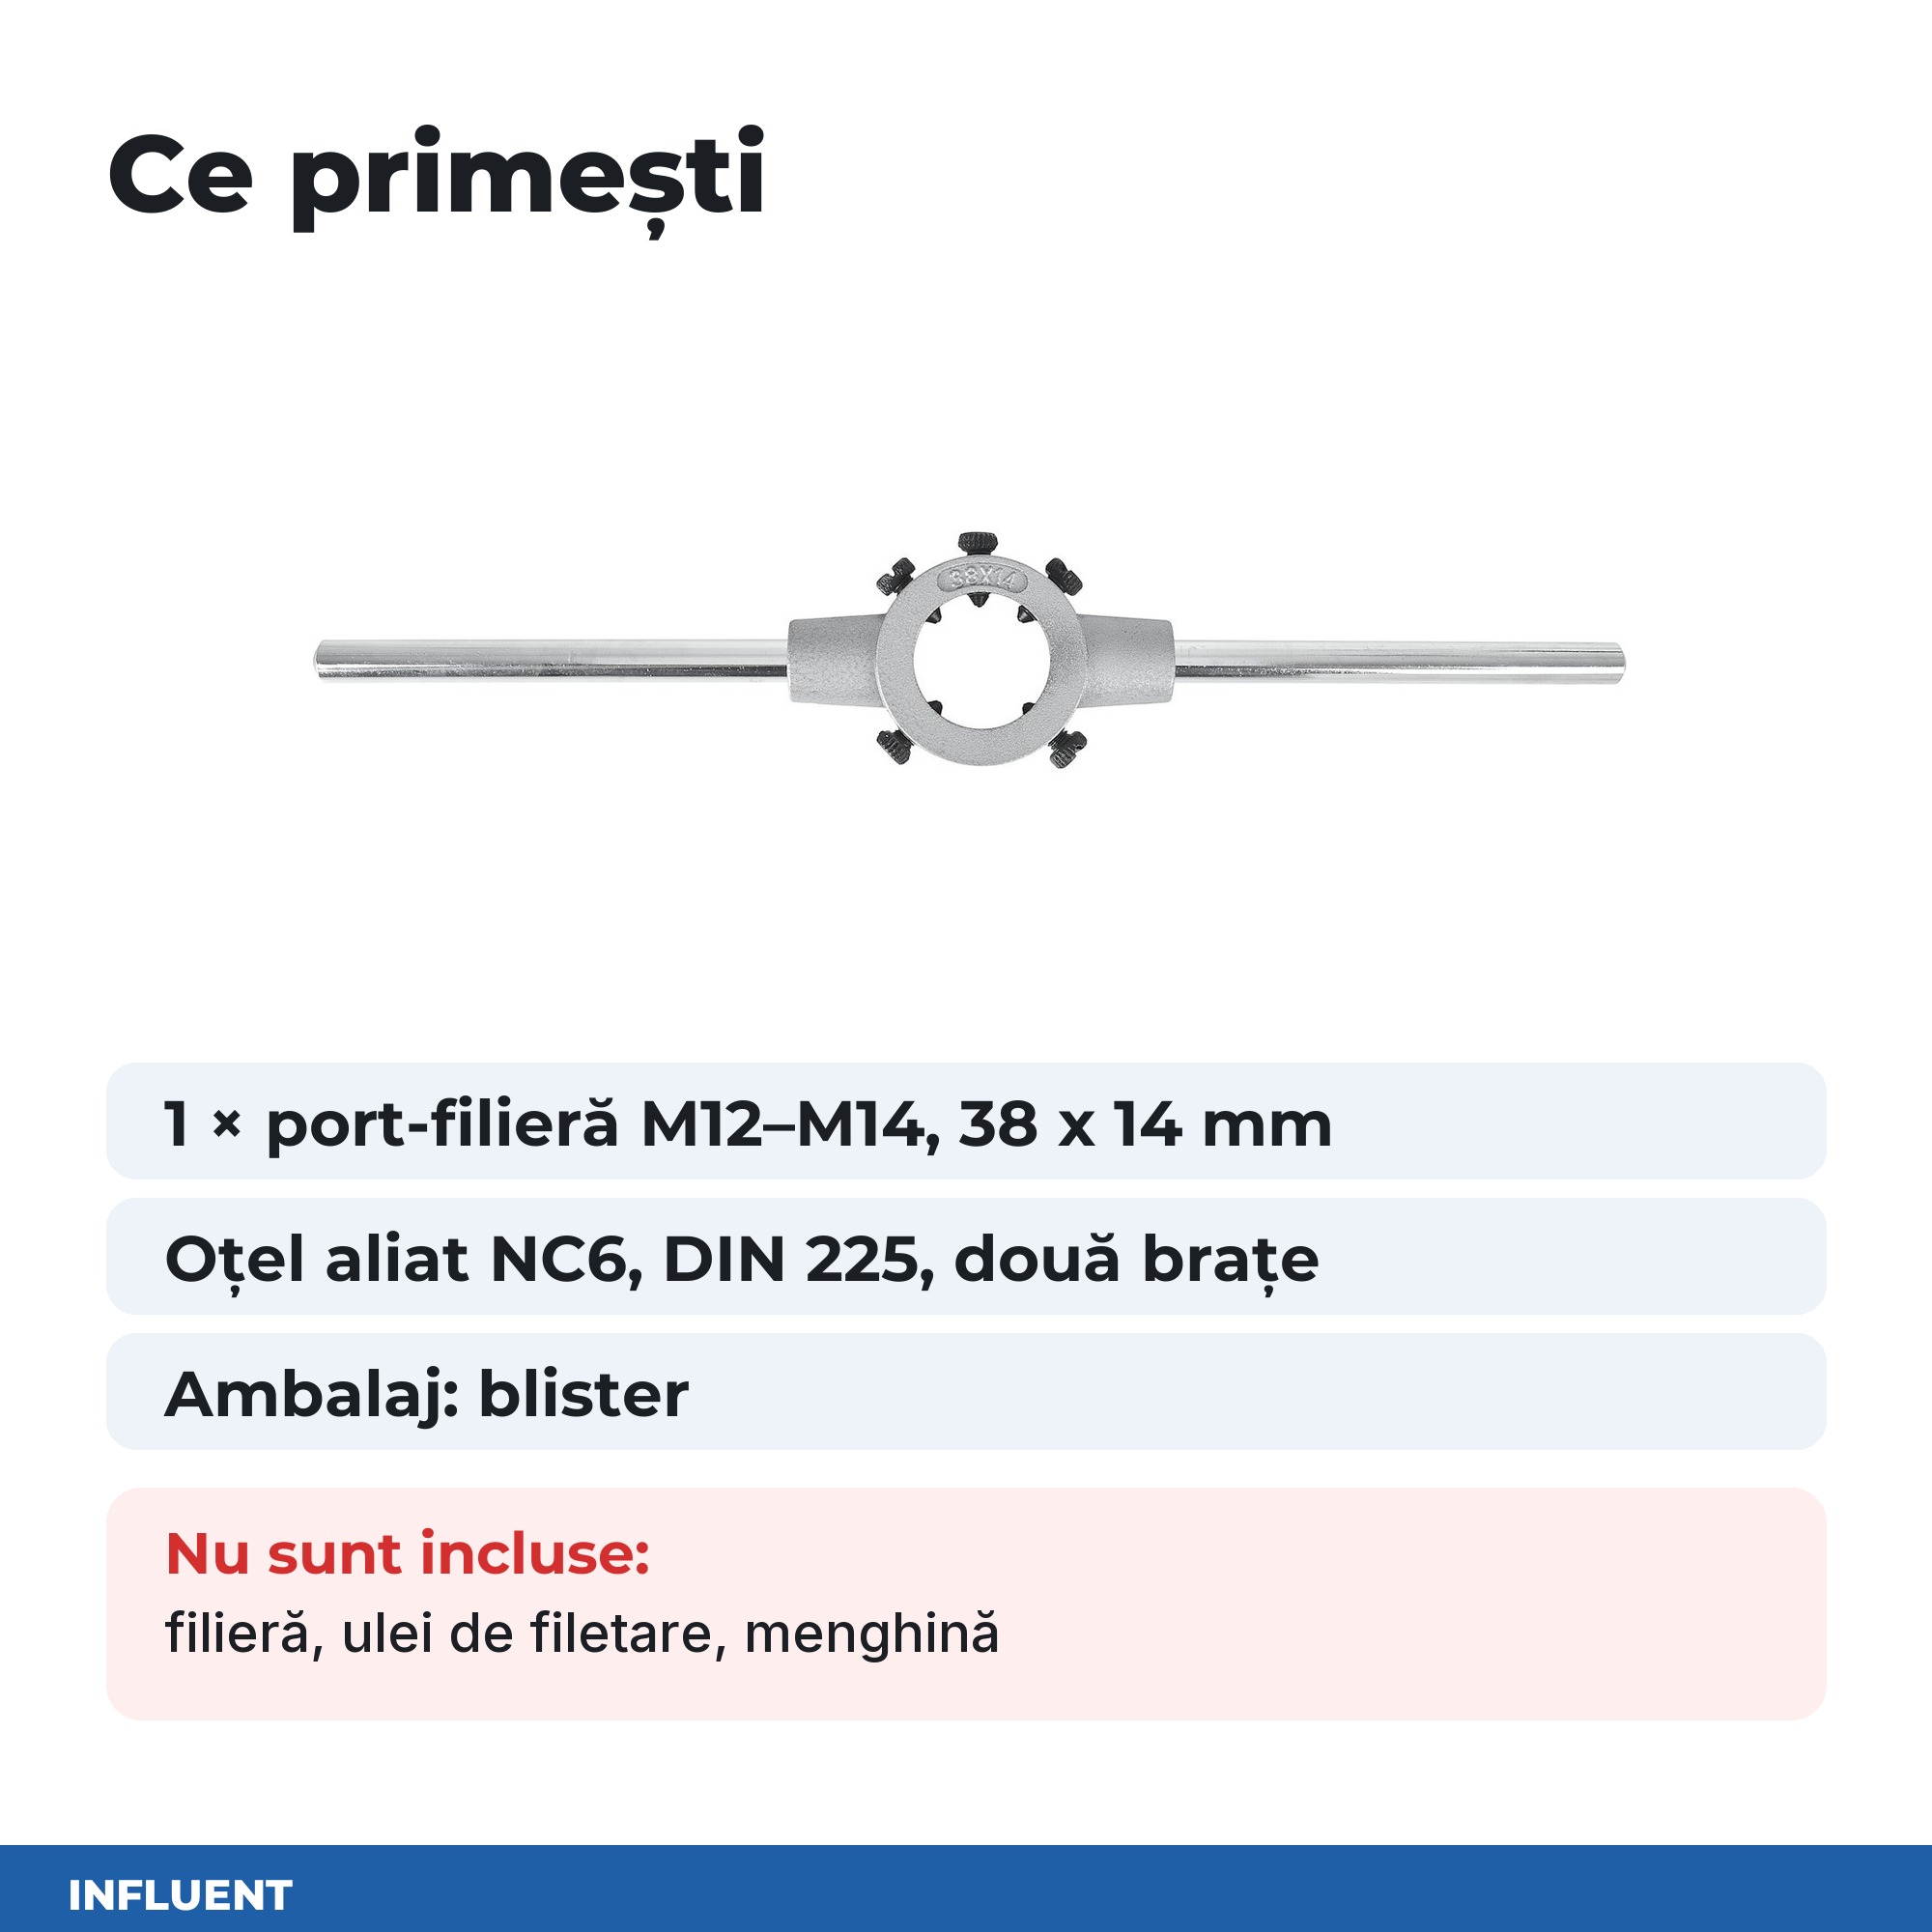 Ce primești
38X14
1 × port-filieră M12–M14, 38 x 14 mm
Oțel aliat NC6, DIN 225, două brațe
Ambalaj: blister
Nu sunt incluse:
filieră, ulei de filetare, menghină
INFLUENT